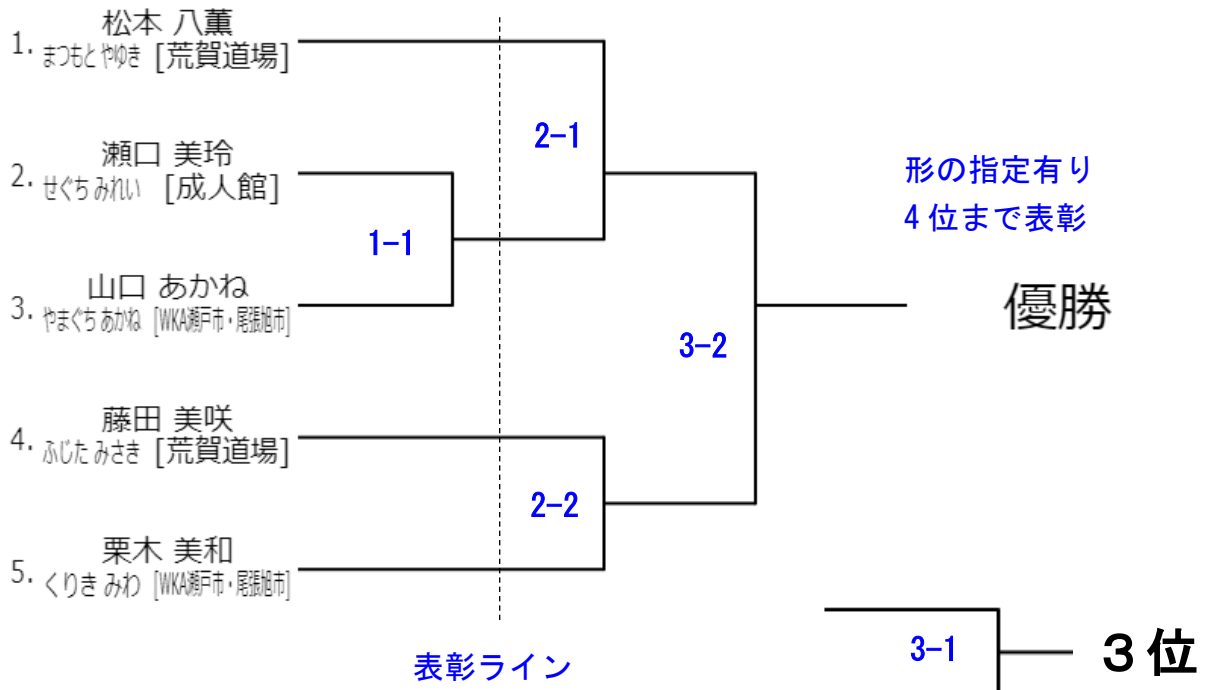 松本 八薫
1. まつもと やゆき [荒賀道場]
2-1
瀬口 美玲
2. せぐち みれい [成人館]
形の指定有り
4位まで表彰
1-1
山口 あかね
3. やまぐち あかね [WKA瀬戸市・尾張旭市]
優勝
3-2
藤田 美咲
4. ふじた みさき [荒賀道場]
2-2
栗木 美和
5. くりき みわ [WKA瀬戸市・尾張旭市]
表彰ライン
3-1
３位